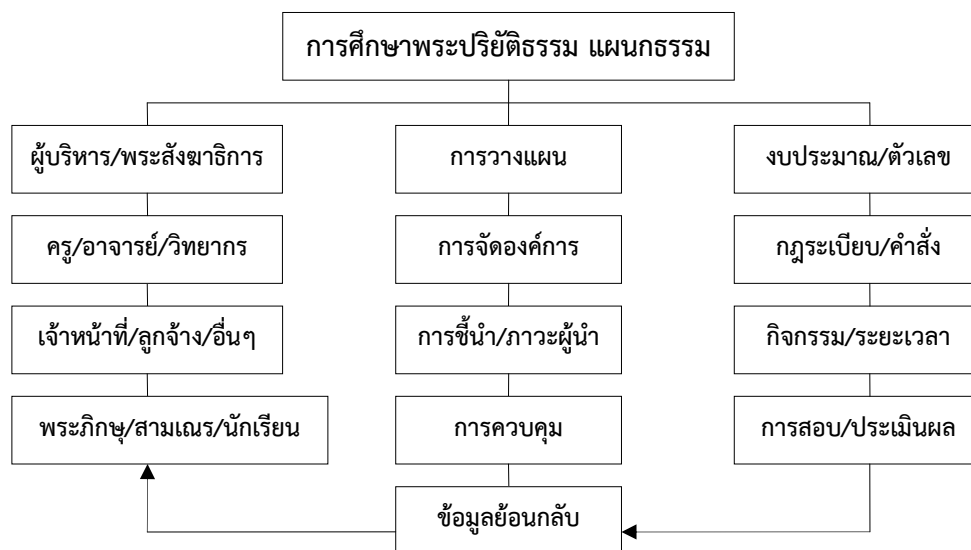 การศึกษาพระปริยัติธรรม แผนกธรรม
ผู้บริหาร/พระสังฆาธิการ
การวางแผน
งบประมาณ/ตัวเลข
ครู/อาจารย์/วิทยากร
การจัดองค์การ
กฎระเบียบ/คำสั่ง
เจ้าหน้าที่/ลูกจ้าง/อื่นๆ
การชี้นำ/ภาวะผู้นำ
กิจกรรม/ระยะเวลา
พระภิกษุ/สามเณร/นักเรียน
การควบคุม
การสอบ/ประเมินผล
ข้อมูลย้อนกลับ